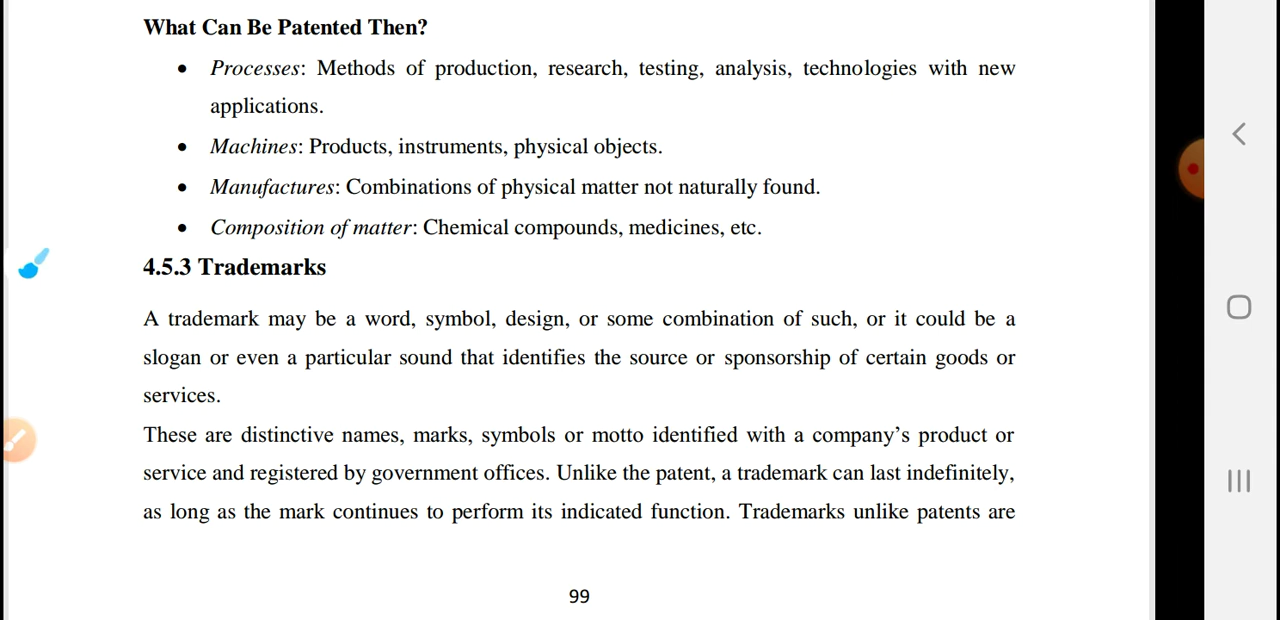 What Can Be Patented Then?
• Processes: Methods of production, research, testing, analysis, technologies with new
applications.
• Machines: Products, instruments, physical objects.
• Manufactures: Combinations of physical matter not naturally found.
• Composition of matter: Chemical compounds, medicines, etc.
4.5.3 Trademarks
A trademark may be a word, symbol, design, or some combination of such, or it could be a
slogan or even a particular sound that identifies the source or sponsorship of certain goods or
services.
These are distinctive names, marks, symbols or motto identified with a company’s product or
service and registered by government offices. Unlike the patent, a trademark can last indefinitely,
as long as the mark continues to perform its indicated function. Trademarks unlike patents are
99